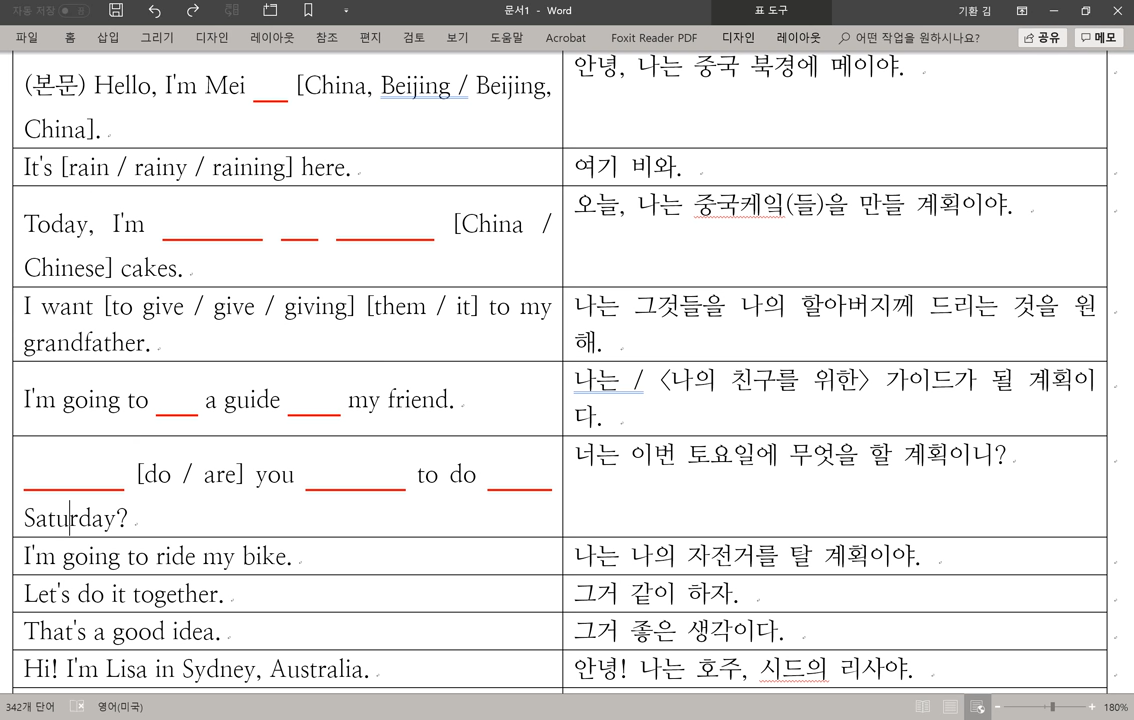 자동 저장
문서1 - Word
표 도구
기환 김
파일 홈 삽입 그리기 디자인 레이아웃 참조 편지 검토 보기 도움말 Acrobat Foxit Reader PDF 디자인 레이아웃 어떤 작업을 원하시나요? 공유 메모
(본문) Hello, I'm Mei ___ [China, Beijing / Beijing,
China].
안녕, 나는 중국 북경에 메이야.
It's [rain / rainy / raining] here.
여기 비와.
Today, I'm ________ ___ ________ [China /
Chinese] cakes.
오늘, 나는 중국케잌(들)을 만들 계획이야.
I want [to give / give / giving] [them / it] to my
grandfather.
나는 그것들을 나의 할아버지께 드리는 것을 원
해.
I'm going to ___ a guide ____ my friend.
나는 / 〈나의 친구를 위한〉 가이드가 될 계획이
다.
________ [do / are] you ________ to do _____
Saturday?
너는 이번 토요일에 무엇을 할 계획이니?
I'm going to ride my bike.
나는 나의 자전거를 탈 계획이야.
Let's do it together.
그거 같이 하자.
That's a good idea.
그거 좋은 생각이다.
Hi! I'm Lisa in Sydney, Australia.
안녕! 나는 호주, 시드의 리사야.
342개 단어 영어(미국) 180%